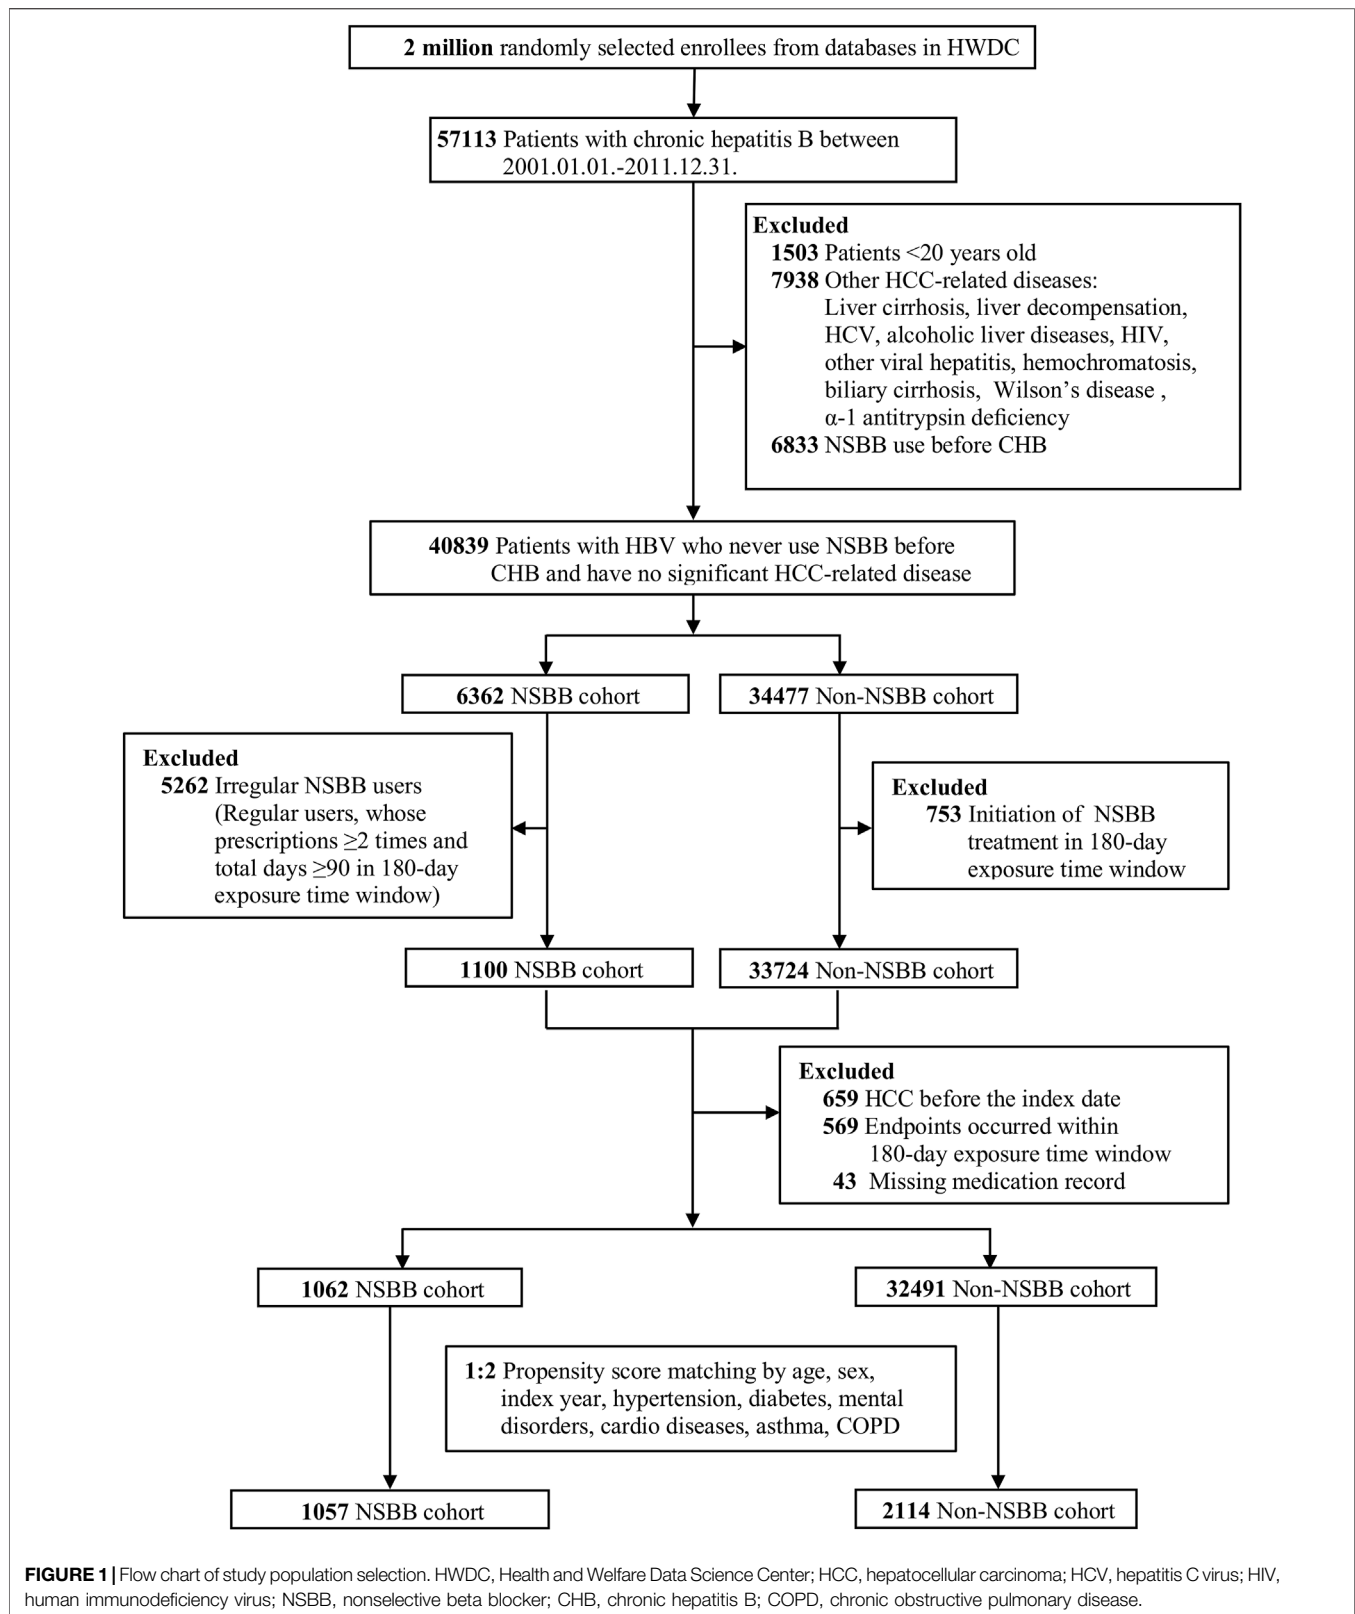 2 million randomly selected enrollees from databases in HWDC
57113 Patients with chronic hepatitis B between
2001.01.01.-2011.12.31.
Excluded
1503 Patients <20 years old
7938 Other HCC-related diseases:
Liver cirrhosis, liver decompensation,
HCV, alcoholic liver diseases, HIV,
other viral hepatitis, hemochromatosis,
biliary cirrhosis, Wilson's disease ,
α-1 antitrypsin deficiency
6833 NSBB use before CHB
40839 Patients with HBV who never use NSBB before
CHB and have no significant HCC-related disease
6362 NSBB cohort
34477 Non-NSBB cohort
Excluded
5262 Irregular NSBB users
(Regular users, whose
prescriptions ≥2 times and
total days ≥90 in 180-day
exposure time window)
Excluded
753 Initiation of NSBB
treatment in 180-day
exposure time window
1100 NSBB cohort
33724 Non-NSBB cohort
Excluded
659 HCC before the index date
569 Endpoints occurred within
180-day exposure time window
43 Missing medication record
1062 NSBB cohort
32491 Non-NSBB cohort
1:2 Propensity score matching by age, sex,
index year, hypertension, diabetes, mental
disorders, cardio diseases, asthma, COPD
1057 NSBB cohort
2114 Non-NSBB cohort
FIGURE 1 | Flow chart of study population selection. HWDC, Health and Welfare Data Science Center; HCC, hepatocellular carcinoma; HCV, hepatitis C virus; HIV,
human immunodeficiency virus; NSBB, nonselective beta blocker; CHB, chronic hepatitis B; COPD, chronic obstructive pulmonary disease.